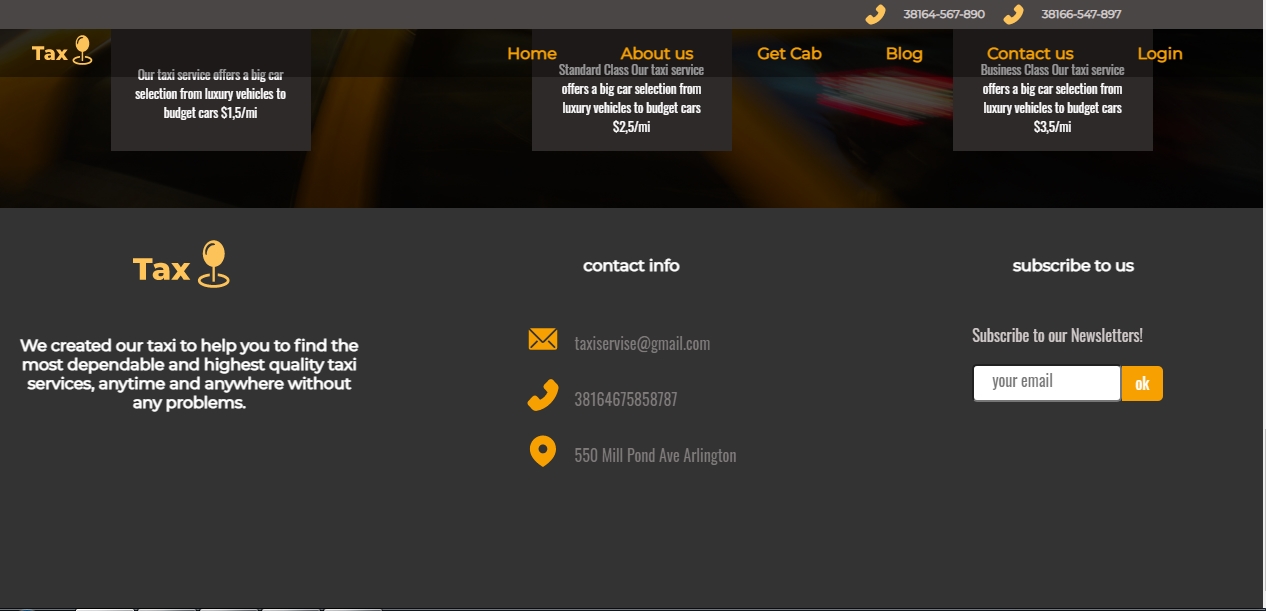 38164-567-890 38166-547-897
Tax
Home About us Get Cab Blog Contact us Login
Our taxi service offers a big car
selection from luxury vehicles to
budget cars $1,5/mi
Standard Class Our taxi service
offers a big car selection from
luxury vehicles to budget cars
$2,5/mi
Business Class Our taxi service
offers a big car selection from
luxury vehicles to budget cars
$3,5/mi
Tax
We created our taxi to help you to find the
most dependable and highest quality taxi
services, anytime and anywhere without
any problems.
contact info
taxiservise@gmail.com
38164675858787
550 Mill Pond Ave Arlington
subscribe to us
Subscribe to our Newsletters!
your email
ok